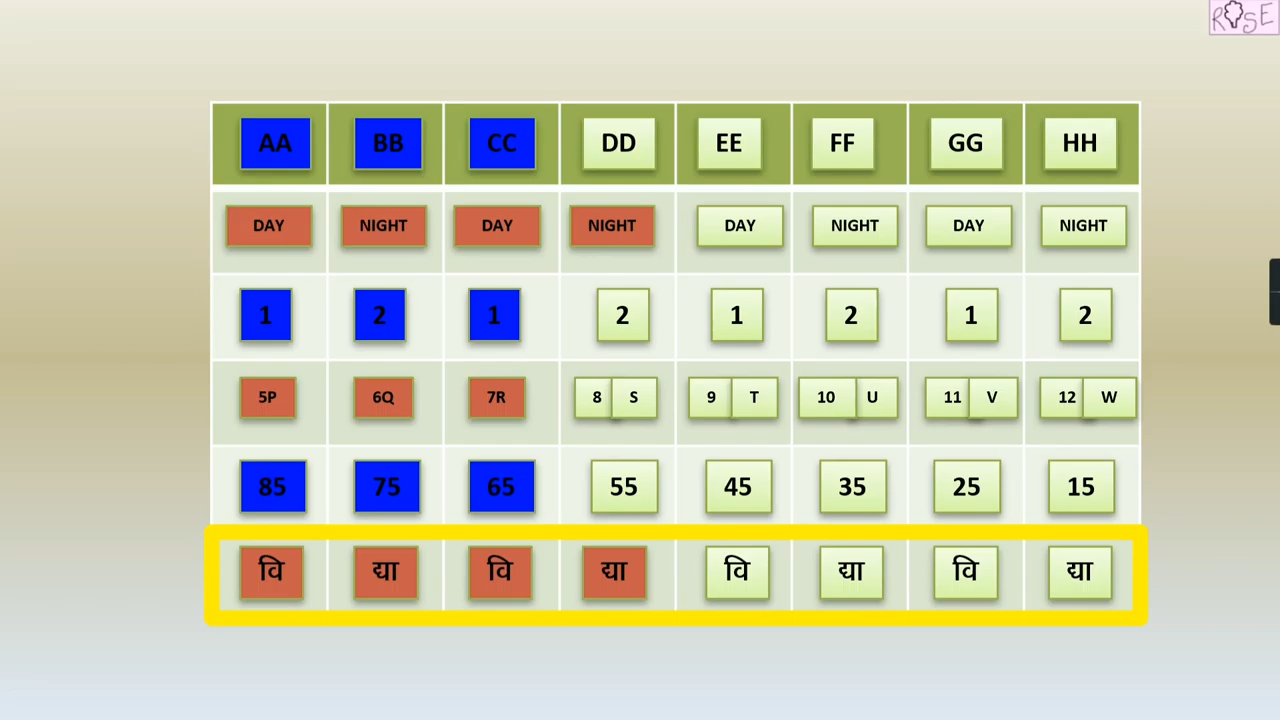 ROSE
AA BB CC DD EE FF GG HH
DAY NIGHT DAY NIGHT DAY NIGHT DAY NIGHT
1 2 1 2 1 2 1 2
5P 6Q 7R 8 S 9 T 10 U 11 V 12 W
85 75 65 55 45 35 25 15
वि द्या वि द्या वि द्या वि द्या